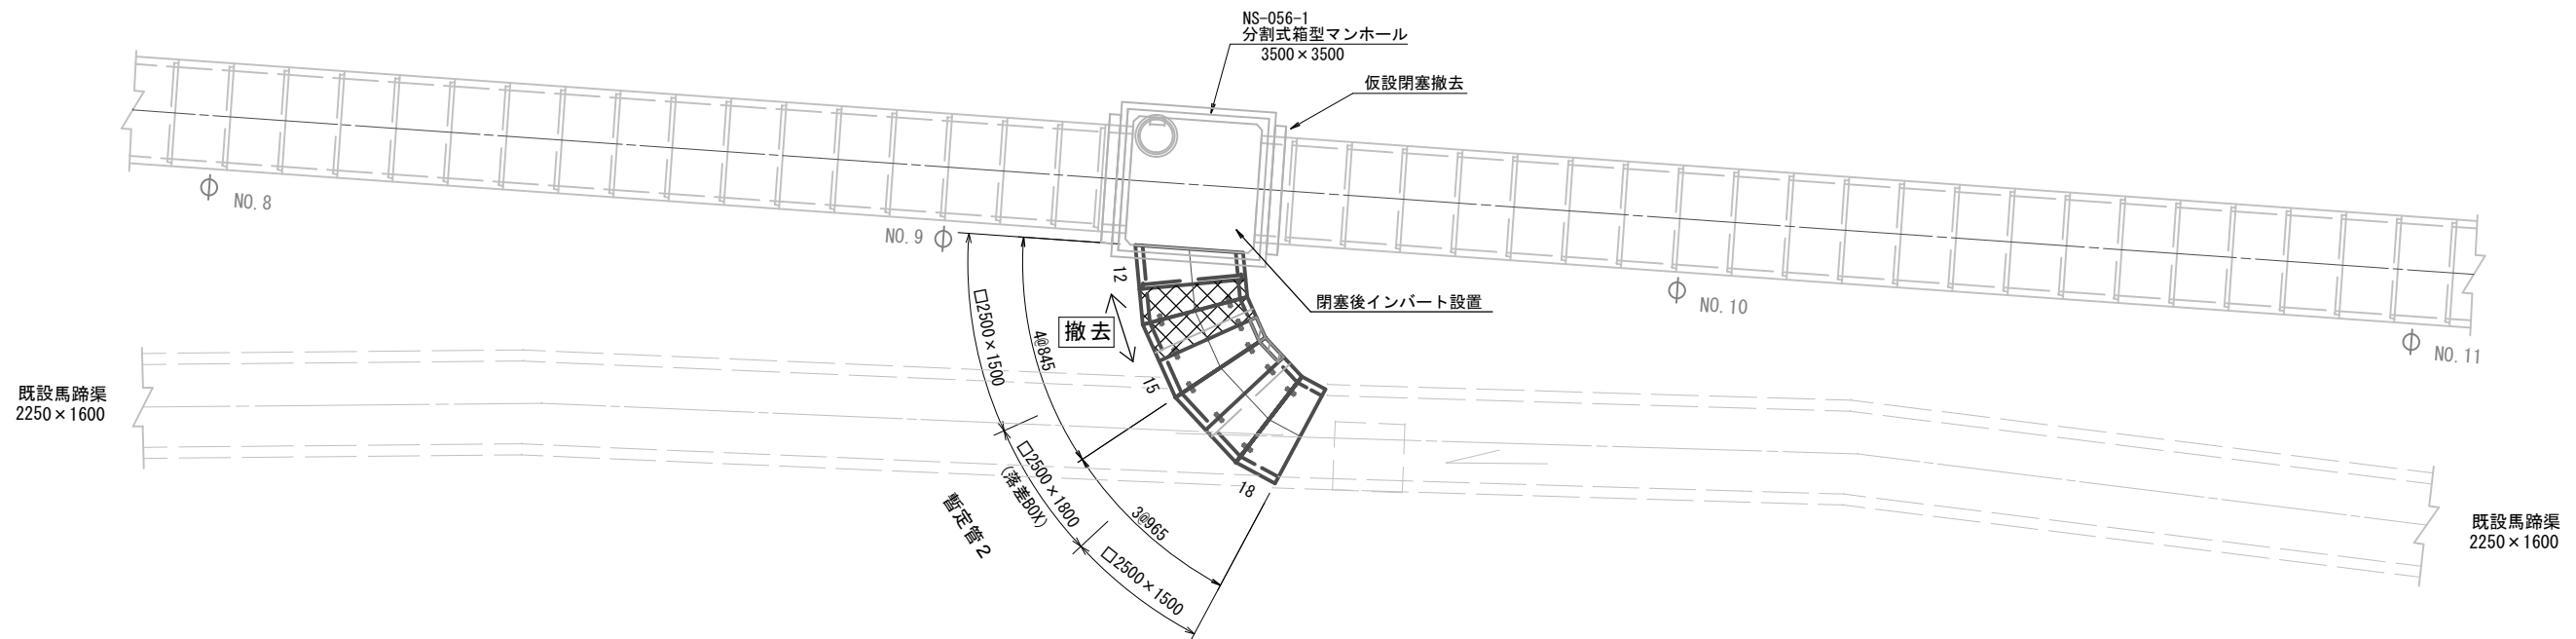 NS-056-1
分割式箱型マンホール
3500×3500
仮設閉塞撤去
NO.8
NO.9
NO.10
NO.11
閉塞後インバート設置
撤去
12
15
18
4@845
3@965
□2500×1500
□2500×1800
(落差BOX)
□2500×1500
暫定管2
既設馬蹄渠
2250×1600
既設馬蹄渠
2250×1600